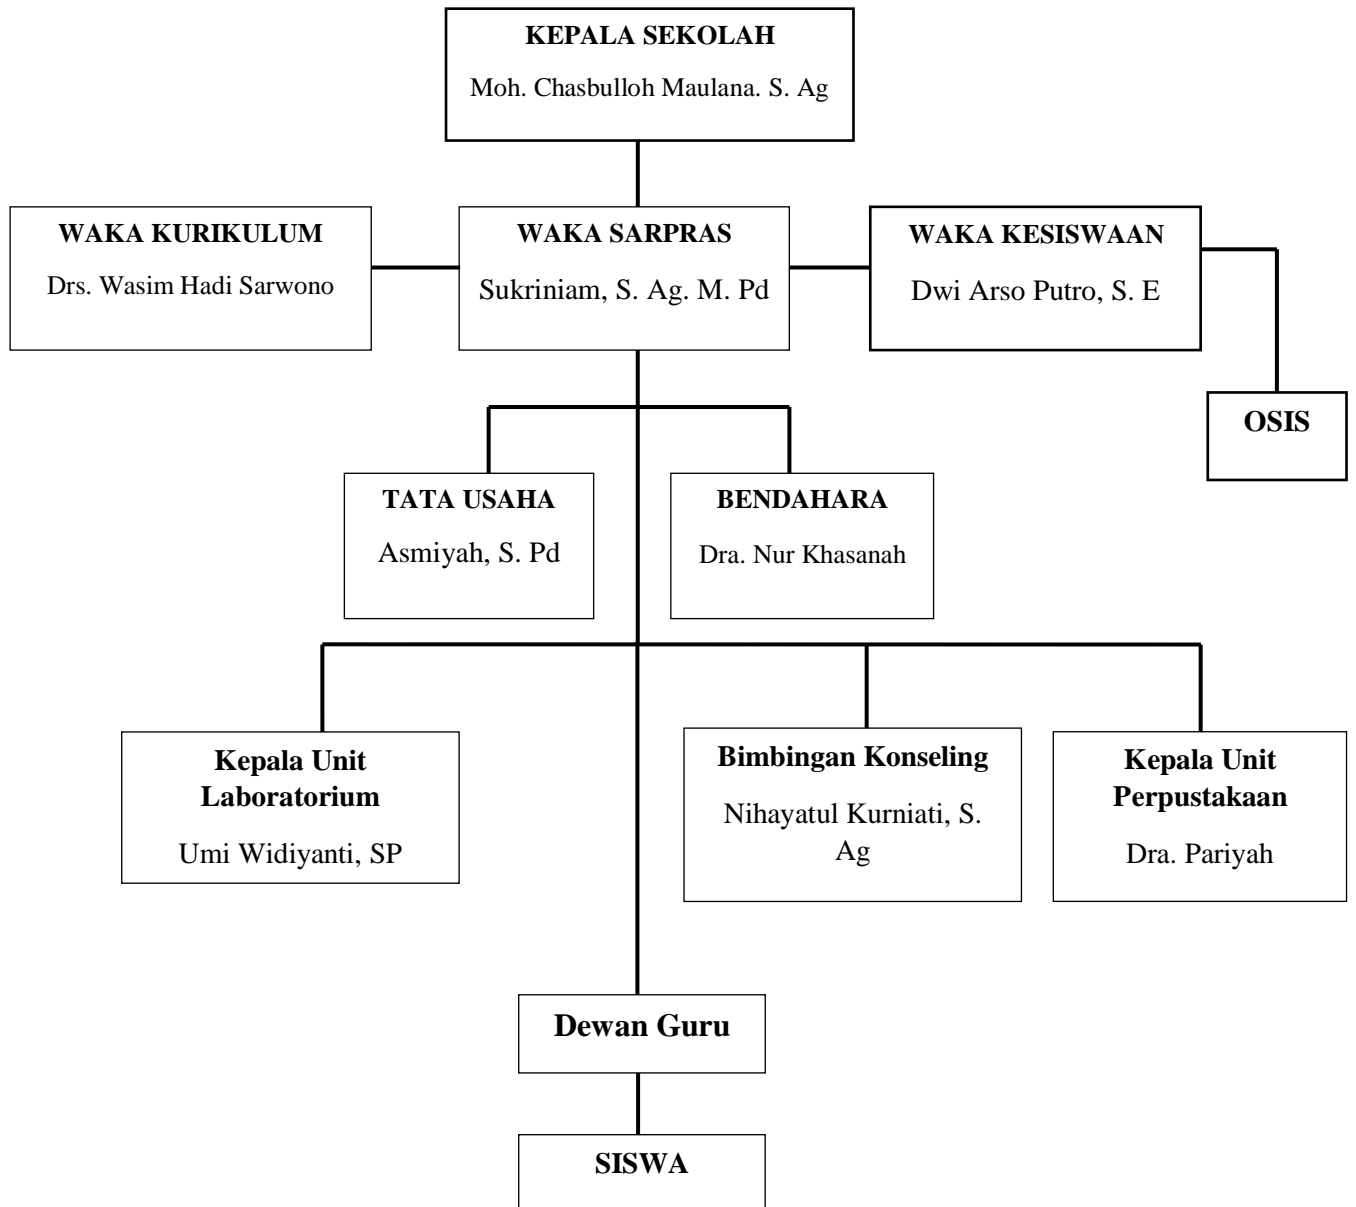 KEPALA SEKOLAH
Moh. Chasbulloh Maulana. S. Ag
WAKA KURIKULUM
Drs. Wasim Hadi Sarwono
WAKA SARPRAS
Sukriniam, S. Ag. M. Pd
WAKA KESISWAAN
Dwi Arso Putro, S. E
OSIS
TATA USAHA
Asmiyah, S. Pd
BENDAHARA
Dra. Nur Khasanah
Kepala Unit
Laboratorium
Umi Widiyanti, SP
Bimbingan Konseling
Nihayatul Kurniati, S.
Ag
Kepala Unit
Perpustakaan
Dra. Pariyah
Dewan Guru
SISWA